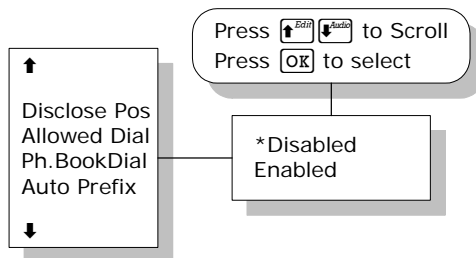 Press ⬆Edit ⬇Audio to Scroll
Press OK to select
Disclose Pos
Allowed Dial
Ph.BookDial
Auto Prefix
*Disabled
Enabled